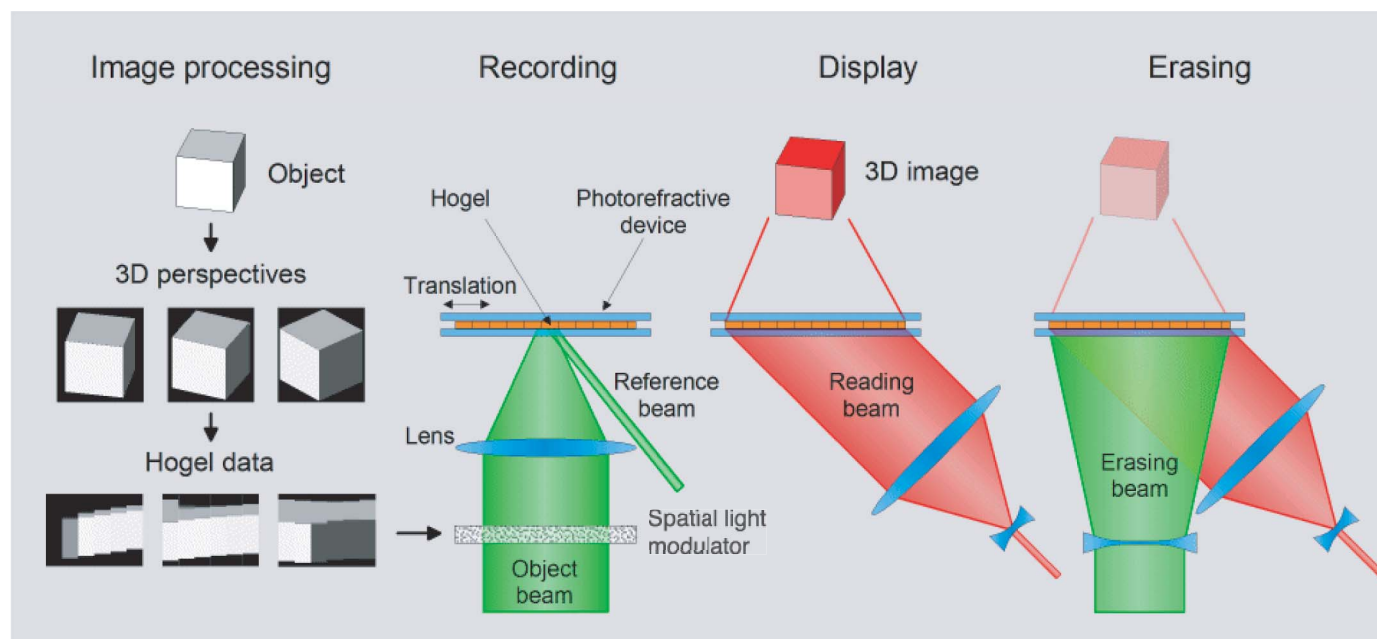 Image processing
Recording
Display
Erasing
Object
3D perspectives
Hogel data
Hogel
Photorefractive
device
Translation
Reference
beam
Lens
Spatial light
modulator
Object
beam
3D image
Reading
beam
Erasing
beam